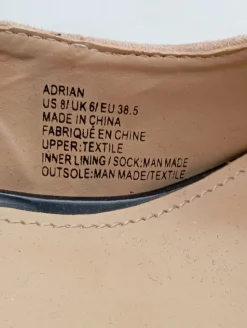 ADRIAN
US 8/ UK 6/ EU 38.5
MADE IN CHINA
FABRIQUÉ EN CHINE
UPPER:TEXTILE
INNER LINING / SOCK:MAN MADE
OUTSOLE:MAN MADE/TEXTILE